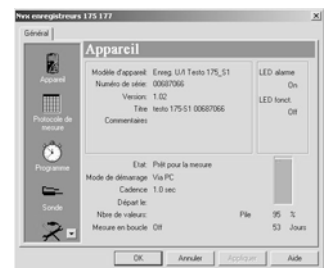 Nvx enregistreurs 175 177
Général
Appareil
Appareil
Protocole de
mesure
Programme
Sonde
Modèle d'appareil: Enreg. U/I Testo 175_S1
Numéro de série: 00687066
Version: 1.02
Titre testo 175-S1 00687066
Commentaires
LED alarme
On
LED fonct.
Off
Etat: Prêt pour la mesure
Mode de démarrage Via PC
Cadence 1.0 sec
Départ le:
Nbre de valeurs: Pile 95 %
Mesure en boucle Off 53 Jours
OK Annuler Appliquer Aide